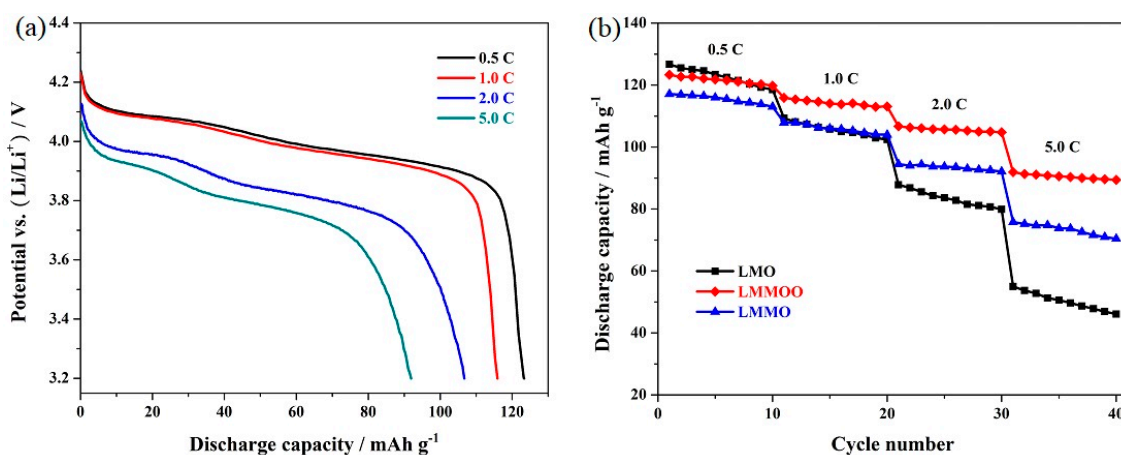 (a)
4.4
4.2
4.0
3.8
3.6
3.4
3.2
Potential vs. (Li/Li⁺) / V
0.5 C
1.0 C
2.0 C
5.0 C
0 20 40 60 80 100 120
Discharge capacity / mAh g⁻¹
(b)
140
120
100
80
60
40
20
Discharge capacity / mAh g⁻¹
0.5 C
1.0 C
2.0 C
5.0 C
LMO
LMMOO
LMMO
0 10 20 30 40
Cycle number